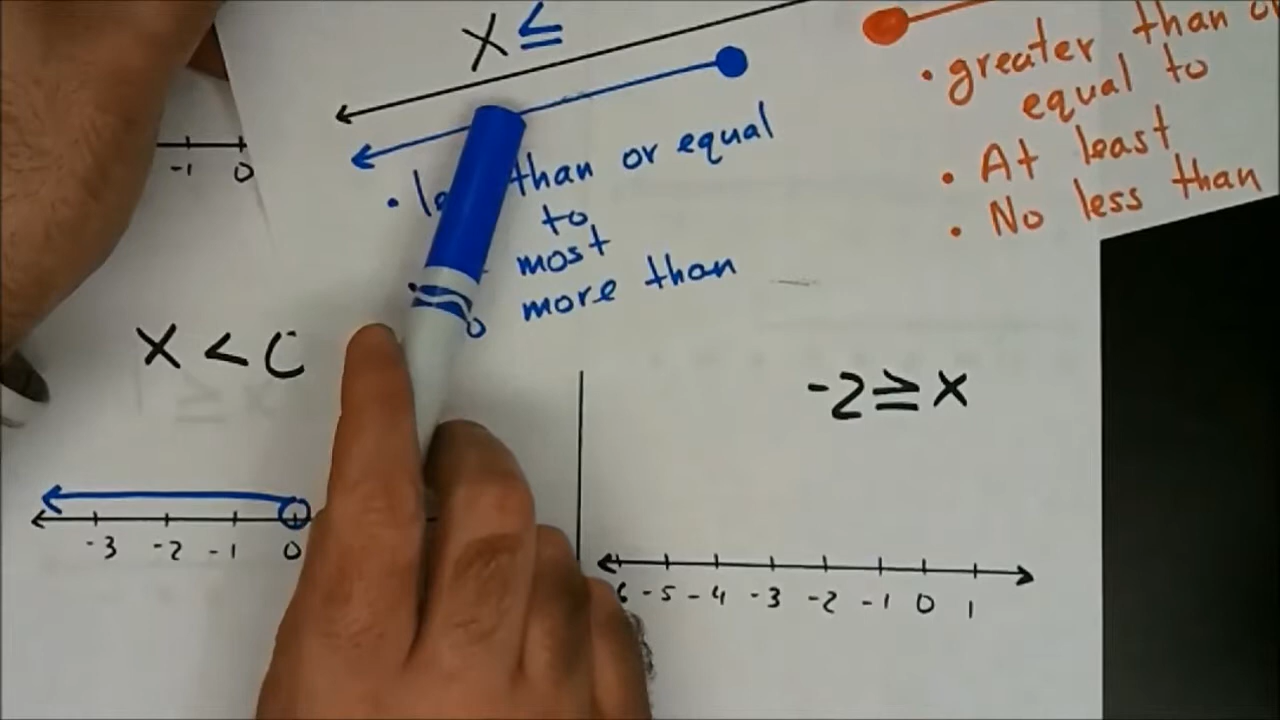 X ≤
than or equal
to
most
more than
• greater than or
equal to
• At least
• No less than
-1 0
X <
-2 ≥ X
-3 -2 -1 0
-5 -4 -3 -2 -1 0 1